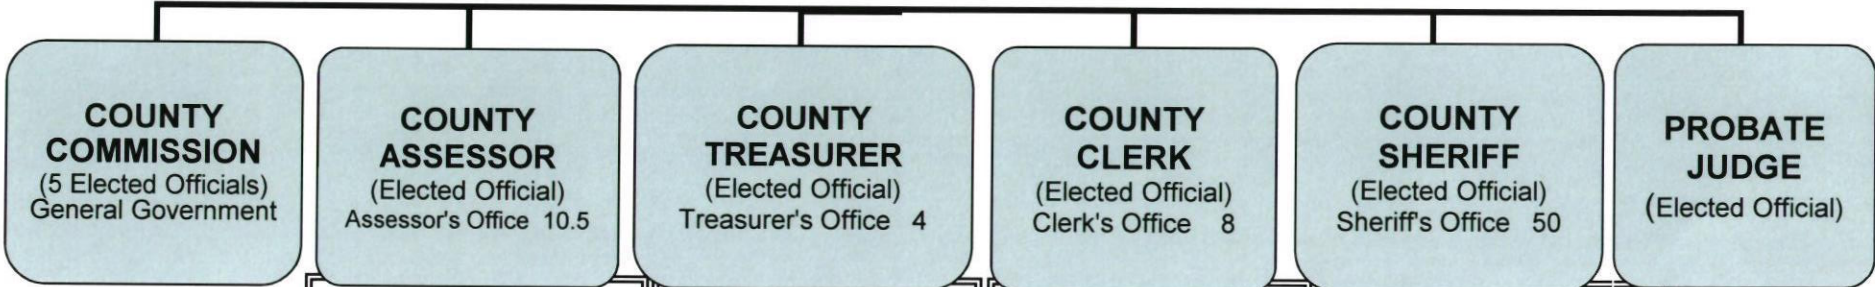 COUNTY
COMMISSION
(5 Elected Officials)
General Government
COUNTY
ASSESSOR
(Elected Official)
Assessor's Office 10.5
COUNTY
TREASURER
(Elected Official)
Treasurer's Office 4
COUNTY
CLERK
(Elected Official)
Clerk's Office 8
COUNTY
SHERIFF
(Elected Official)
Sheriff's Office 50
PROBATE
JUDGE
(Elected Official)